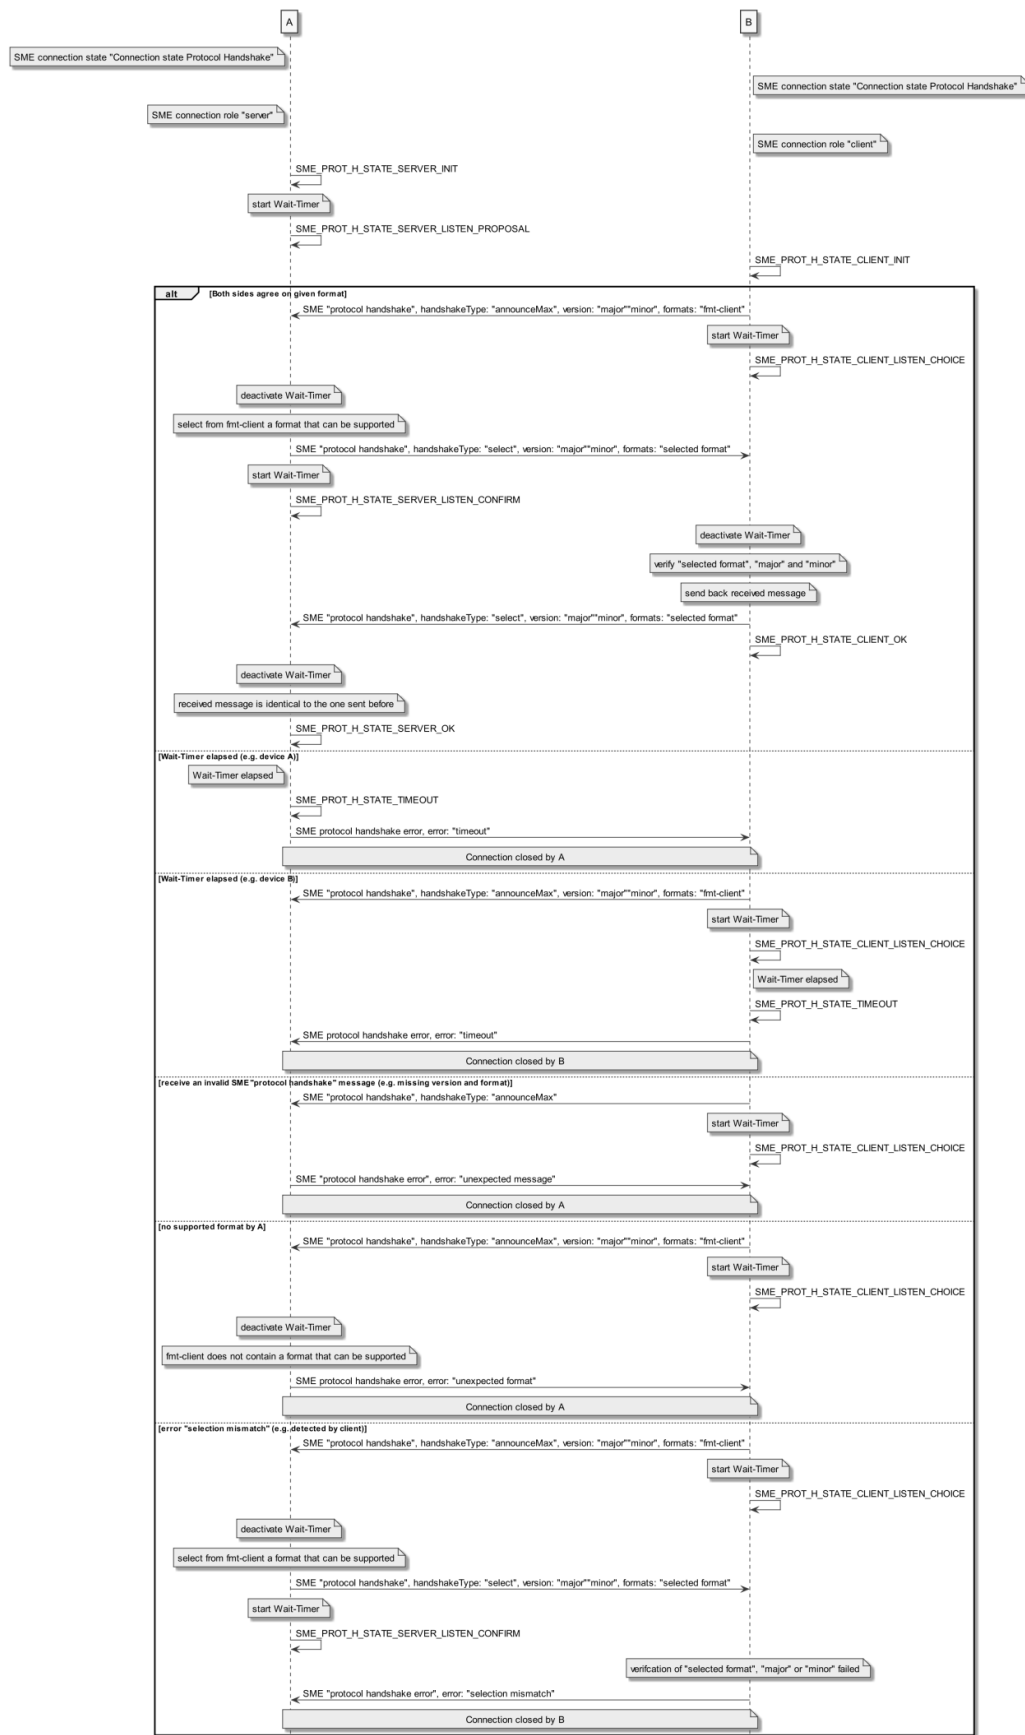 A
B
SME connection state "Connection state Protocol Handshake"
SME connection state "Connection state Protocol Handshake"
SME connection role "server"
SME connection role "client"
SME_PROT_H_STATE_SERVER_INIT
start Wait-Timer
SME_PROT_H_STATE_SERVER_LISTEN_PROPOSAL
SME_PROT_H_STATE_CLIENT_INIT
alt [Both sides agree on given format]
SME "protocol handshake", handshakeType: "announceMax", version: "major""minor", formats: "fmt-client"
start Wait-Timer
SME_PROT_H_STATE_CLIENT_LISTEN_CHOICE
deactivate Wait-Timer
select from fmt-client a format that can be supported
SME "protocol handshake", handshakeType: "select", version: "major""minor", formats: "selected format"
start Wait-Timer
SME_PROT_H_STATE_SERVER_LISTEN_CONFIRM
deactivate Wait-Timer
verify "selected format", "major" and "minor"
send back received message
SME "protocol handshake", handshakeType: "select", version: "major""minor", formats: "selected format"
SME_PROT_H_STATE_CLIENT_OK
deactivate Wait-Timer
received message is identical to the one sent before
SME_PROT_H_STATE_SERVER_OK
[Wait-Timer elapsed (e.g. device A)]
Wait-Timer elapsed
SME_PROT_H_STATE_TIMEOUT
SME protocol handshake error, error: "timeout"
Connection closed by A
[Wait-Timer elapsed (e.g. device B)]
SME "protocol handshake", handshakeType: "announceMax", version: "major""minor", formats: "fmt-client"
start Wait-Timer
SME_PROT_H_STATE_CLIENT_LISTEN_CHOICE
Wait-Timer elapsed
SME_PROT_H_STATE_TIMEOUT
SME protocol handshake error, error: "timeout"
Connection closed by B
[receive an invalid SME "protocol handshake" message (e.g. missing version and format)]
SME "protocol handshake", handshakeType: "announceMax"
start Wait-Timer
SME_PROT_H_STATE_CLIENT_LISTEN_CHOICE
SME "protocol handshake error", error: "unexpected message"
Connection closed by A
[no supported format by A]
SME "protocol handshake", handshakeType: "announceMax", version: "major""minor", formats: "fmt-client"
start Wait-Timer
SME_PROT_H_STATE_CLIENT_LISTEN_CHOICE
deactivate Wait-Timer
fmt-client does not contain a format that can be supported
SME protocol handshake error, error: "unexpected format"
Connection closed by A
[error "selection mismatch" (e.g. detected by client)]
SME "protocol handshake", handshakeType: "announceMax", version: "major""minor", formats: "fmt-client"
start Wait-Timer
SME_PROT_H_STATE_CLIENT_LISTEN_CHOICE
deactivate Wait-Timer
select from fmt-client a format that can be supported
SME "protocol handshake", handshakeType: "select", version: "major""minor", formats: "selected format"
start Wait-Timer
SME_PROT_H_STATE_SERVER_LISTEN_CONFIRM
verifcation of "selected format", "major" or "minor" failed
SME "protocol handshake error", error: "selection mismatch"
Connection closed by B